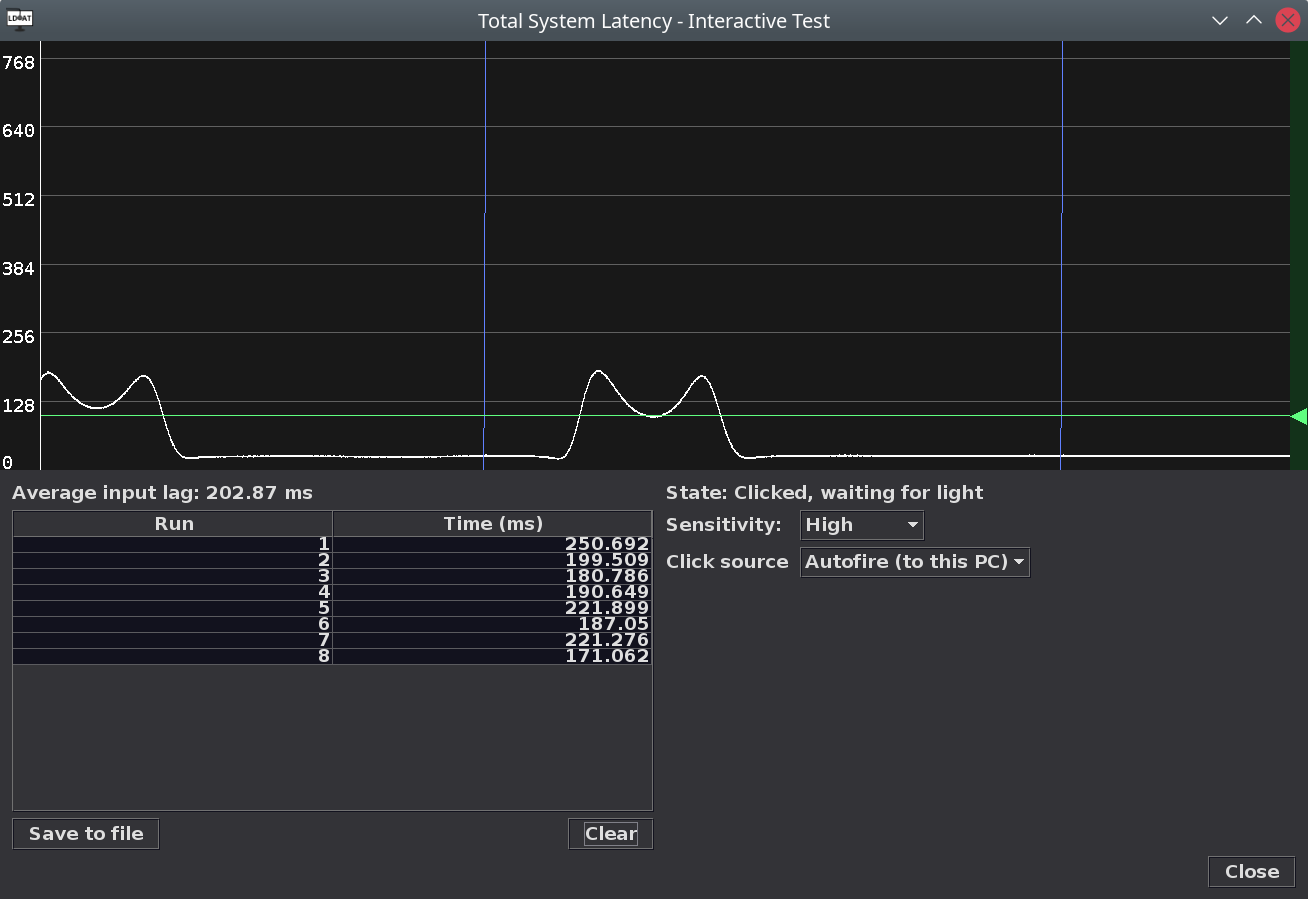 LDAT
Total System Latency - Interactive Test
768
640
512
384
256
128
0
Average input lag: 202.87 ms
State: Clicked, waiting for light
Run Time (ms)
Sensitivity: High
1 250.692
2 199.509
3 180.786
4 190.649
5 221.899
6 187.05
7 221.276
8 171.062
Click source Autofire (to this PC)
Save to file
Clear
Close